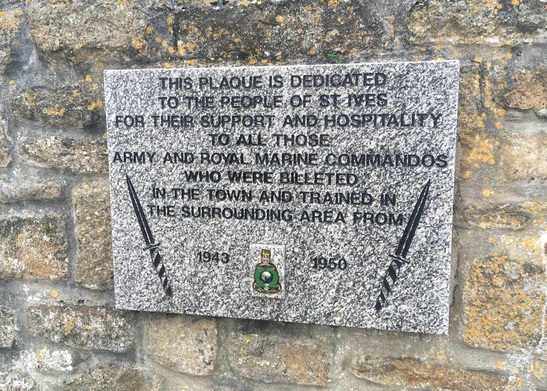 THIS PLAQUE IS DEDICATED
TO THE PEOPLE OF ST IVES
FOR THEIR SUPPORT AND HOSPITALITY
TO ALL THOSE
ARMY AND ROYAL MARINE COMMANDOS
WHO WERE BILLETED
IN THE TOWN AND TRAINED IN
THE SURROUNDING AREA FROM
1943 1950